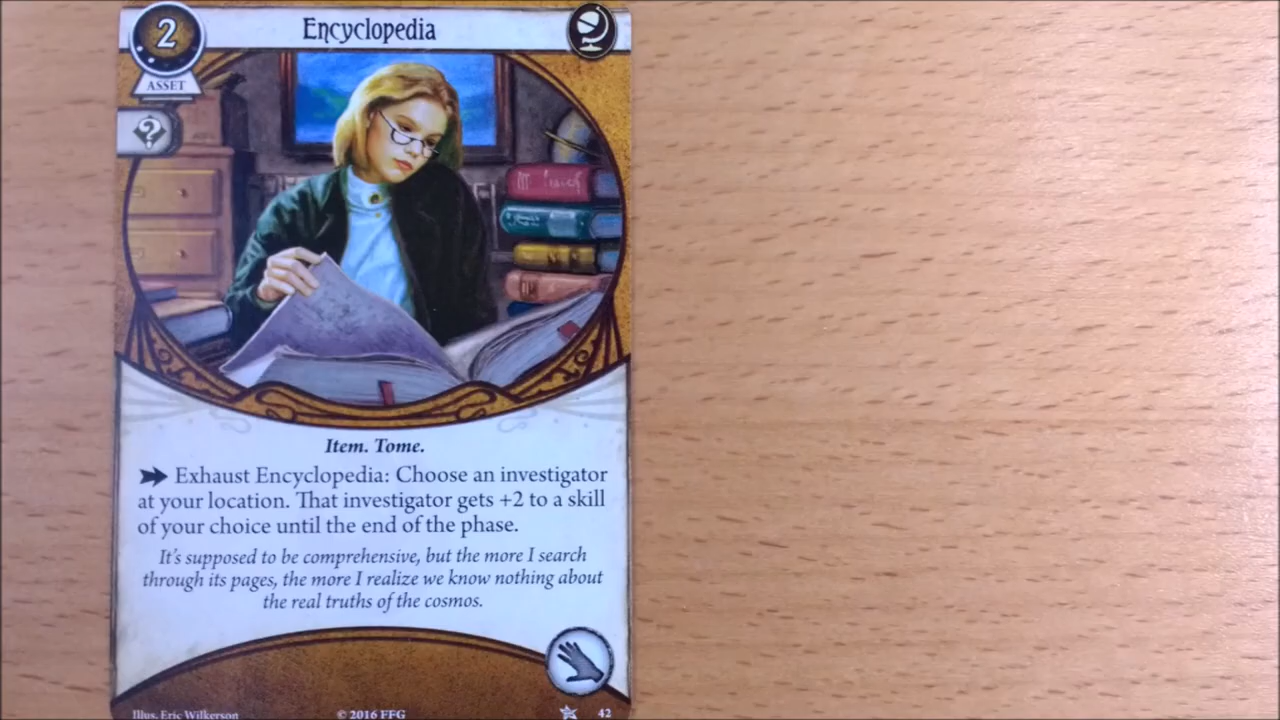 2
Encyclopedia
ASSET
?
Item. Tome.
Exhaust Encyclopedia: Choose an investigator
at your location. That investigator gets +2 to a skill
of your choice until the end of the phase.
It's supposed to be comprehensive, but the more I search
through its pages, the more I realize we know nothing about
the real truths of the cosmos.
Illus. Eric Wilkerson
© 2016 FFG
42